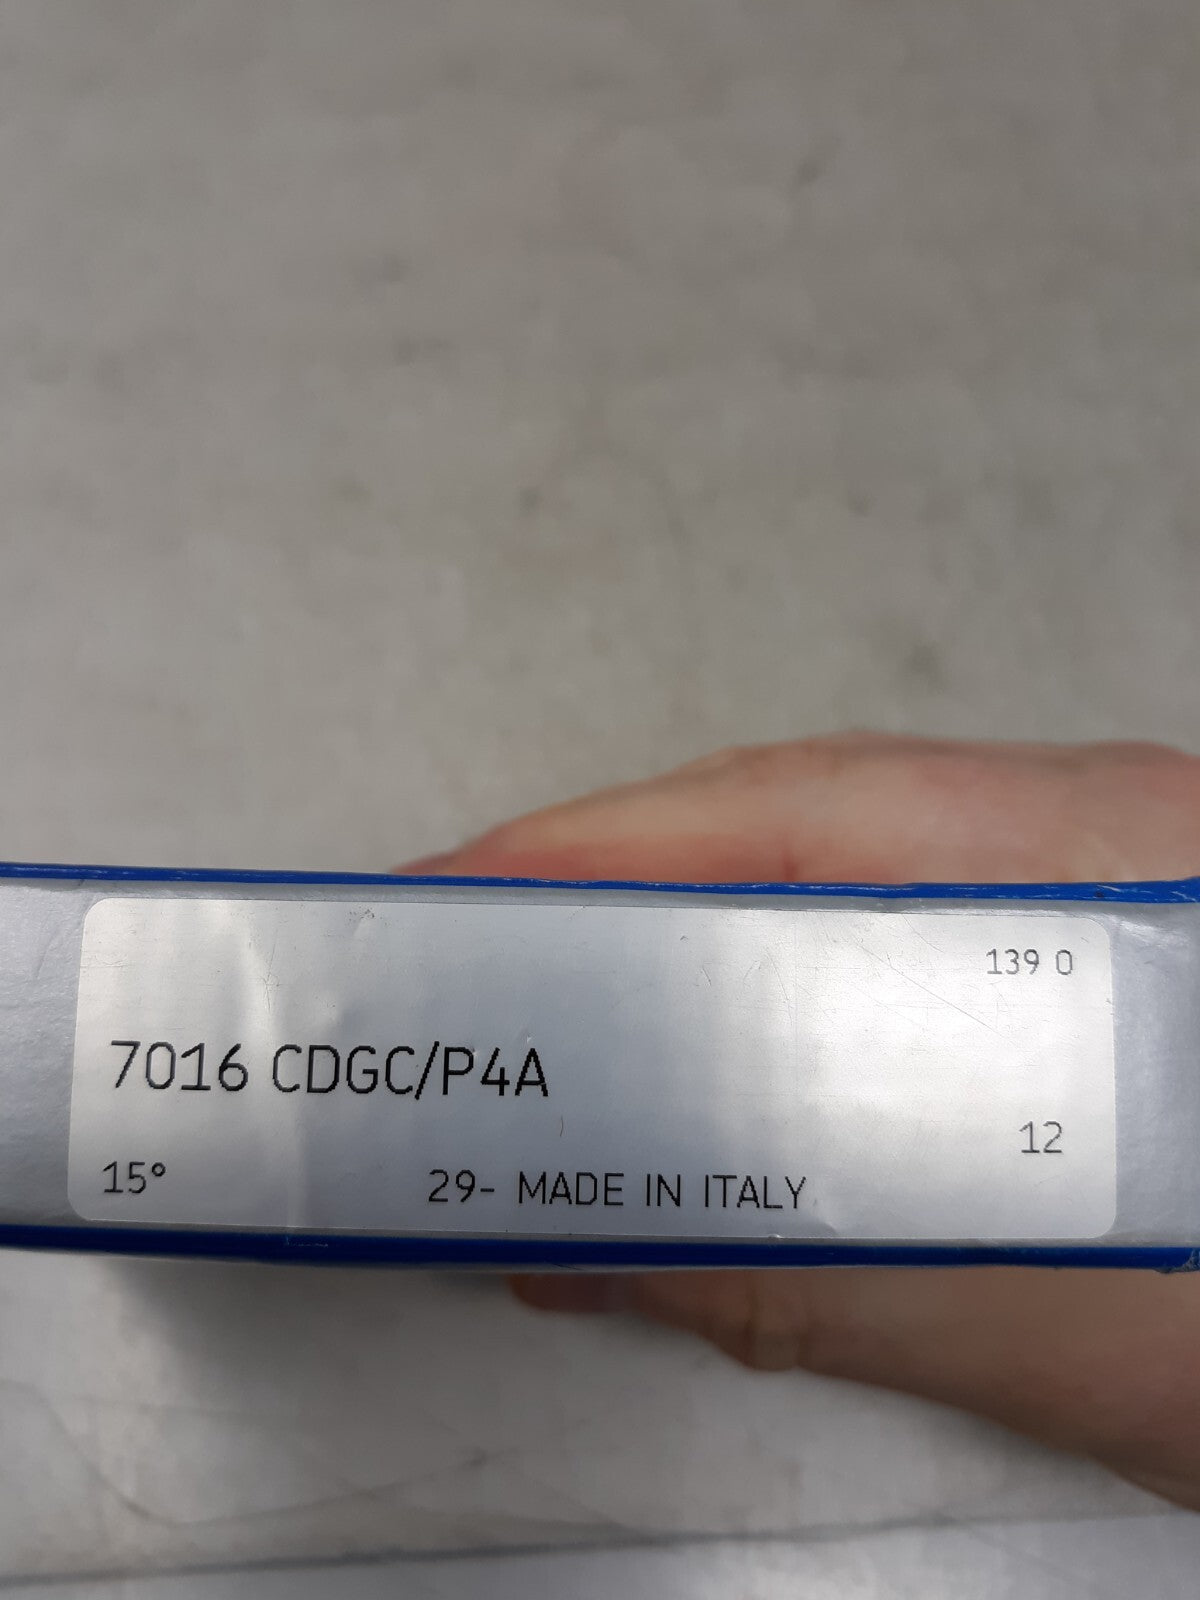 139 0
7016 CDGC/P4A
12
15°
29- MADE IN ITALY